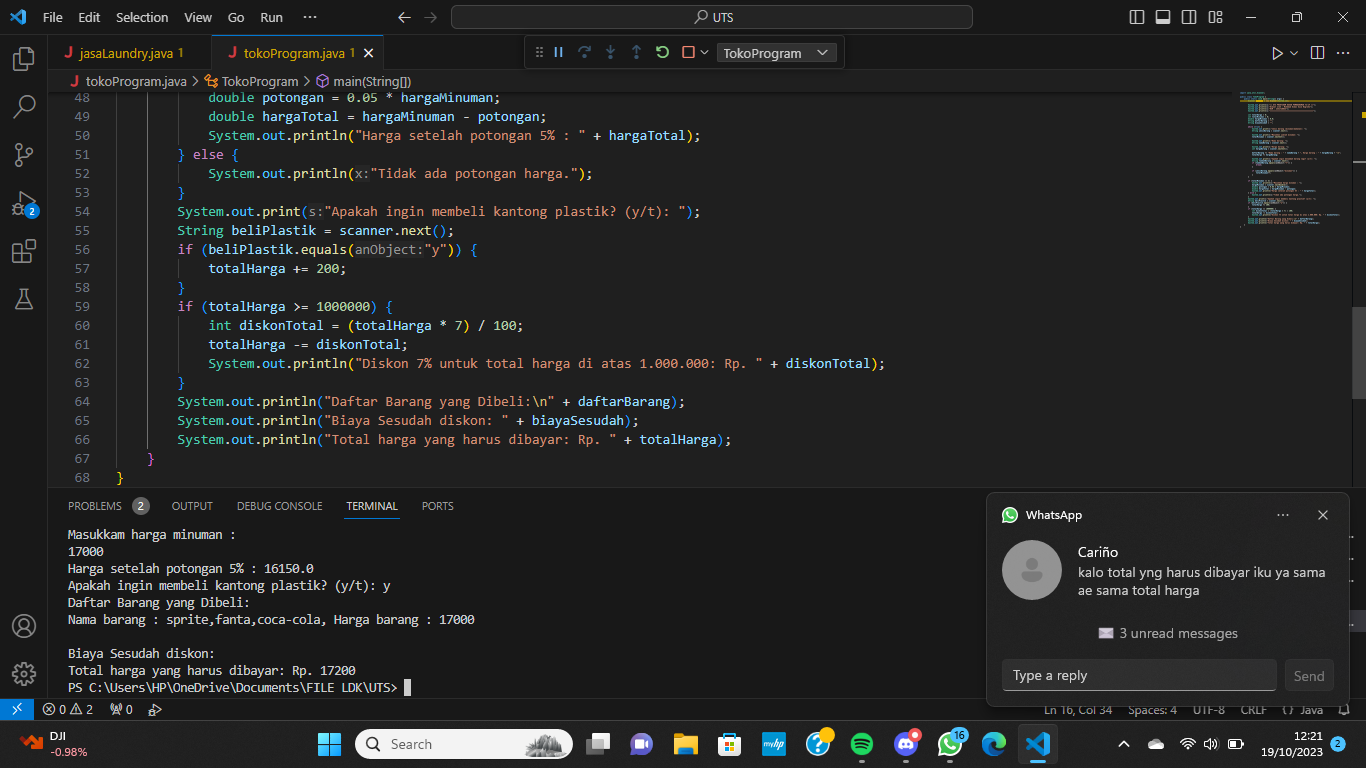 File Edit Selection View Go Run ··· UTS
jasaLaundry.java 1 tokoProgram.java 1 TokoProgram
tokoProgram.java > TokoProgram > main(String[])
48 double potongan = 0.05 * hargaMinuman;
49 double hargaTotal = hargaMinuman - potongan;
50 System.out.println("Harga setelah potongan 5% : " + hargaTotal);
51 } else {
52 System.out.println(x:"Tidak ada potongan harga.");
53 }
54 System.out.print(s:"Apakah ingin membeli kantong plastik? (y/t): ");
55 String beliPlastik = scanner.next();
56 if (beliPlastik.equals(anObject:"y")) {
57 totalHarga += 200;
58 }
59 if (totalHarga >= 1000000) {
60 int diskonTotal = (totalHarga * 7) / 100;
61 totalHarga -= diskonTotal;
62 System.out.println("Diskon 7% untuk total harga di atas 1.000.000: Rp. " + diskonTotal);
63 }
64 System.out.println("Daftar Barang yang Dibeli:\n" + daftarBarang);
65 System.out.println("Biaya Sesudah diskon: " + biayaSesudah);
66 System.out.println("Total harga yang harus dibayar: Rp. " + totalHarga);
67 }
68 }
2
PROBLEMS 2 OUTPUT DEBUG CONSOLE TERMINAL PORTS
Masukkam harga minuman :
17000
Harga setelah potongan 5% : 16150.0
Apakah ingin membeli kantong plastik? (y/t): y
Daftar Barang yang Dibeli:
Nama barang : sprite,fanta,coca-cola, Harga barang : 17000
Biaya Sesudah diskon:
Total harga yang harus dibayar: Rp. 17200
PS C:\Users\HP\OneDrive\Documents\FILE LDK\UTS>
WhatsApp
Cariño
kalo total yng harus dibayar iku ya sama
ae sama total harga
3 unread messages
Type a reply Send
0 2 0 Ln 16, Col 34 Spaces: 4 UTF-8 CRLF {} Java
DJI
-0.98%
Search
myhp
16
12:21
19/10/2023
2